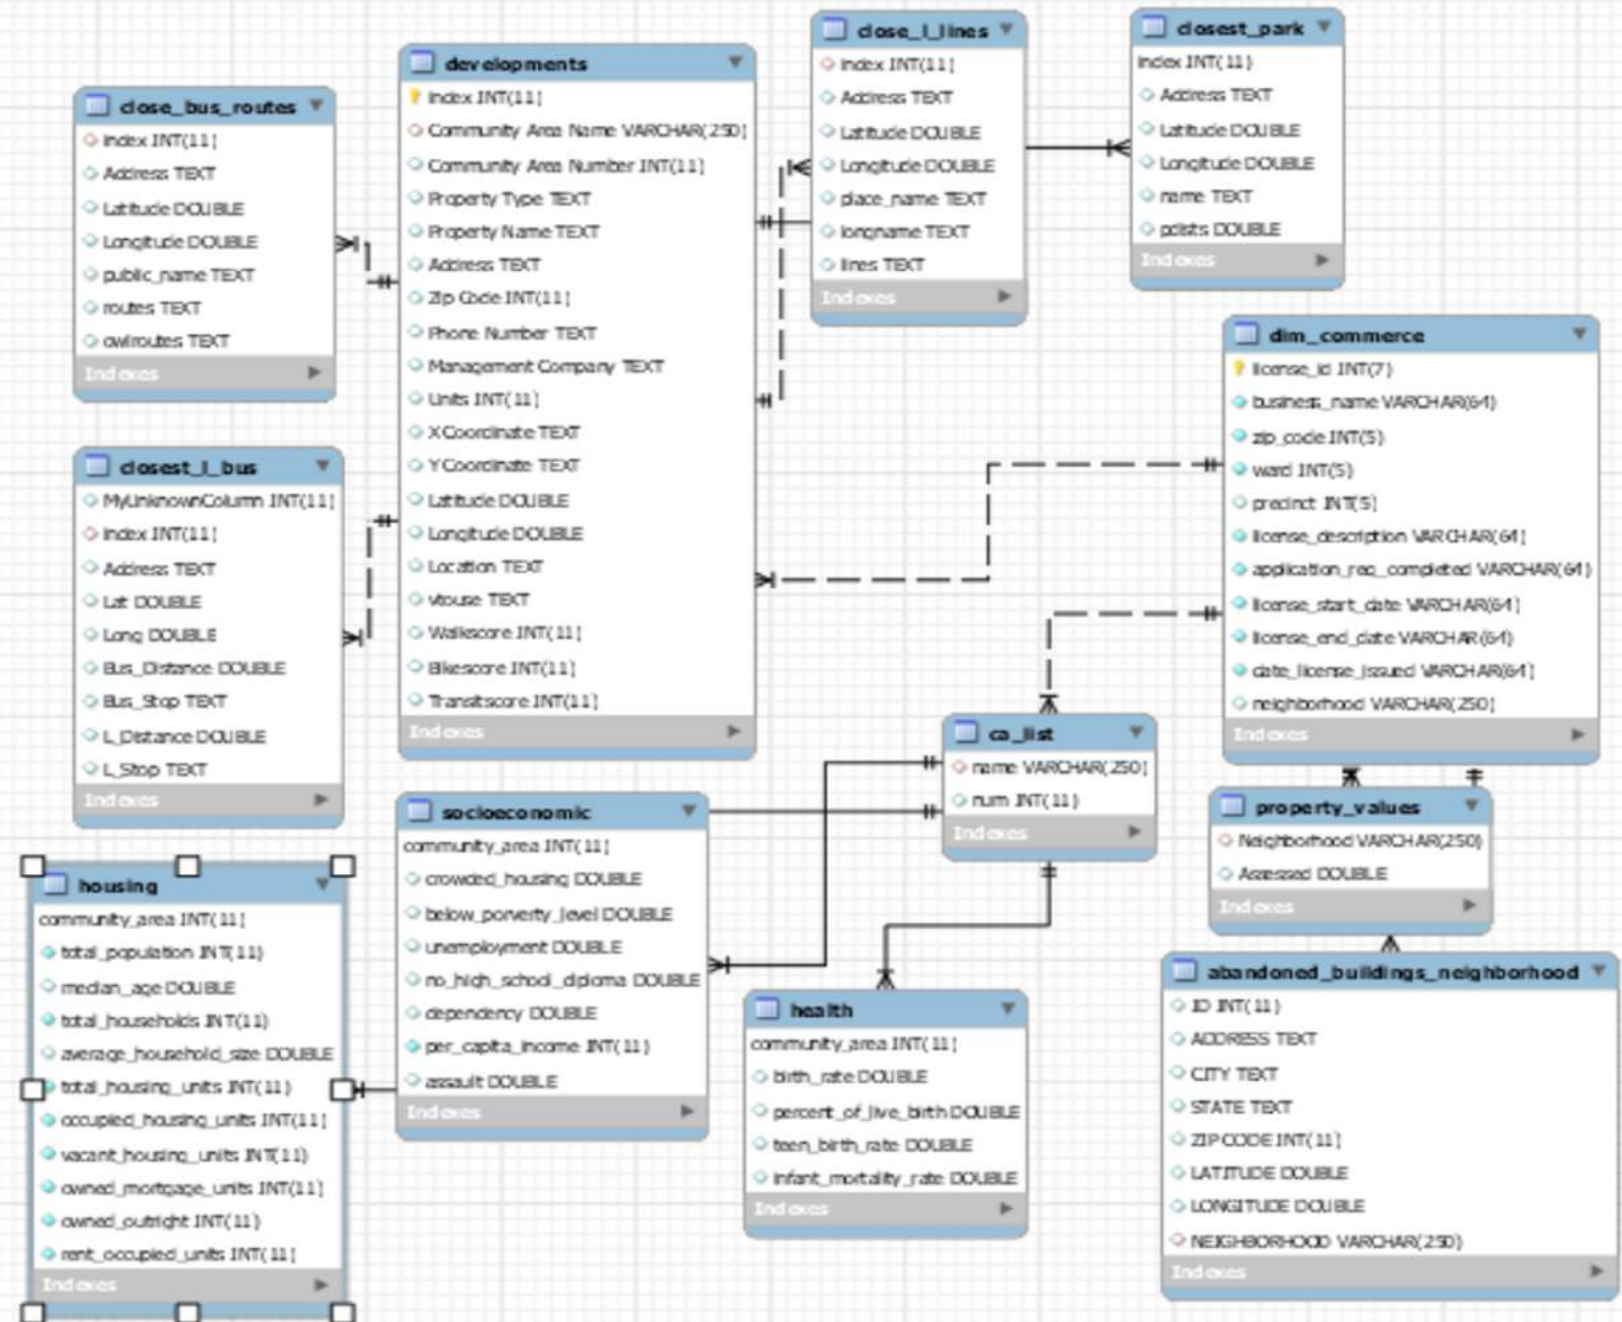 close_bus_routes
index INT(11)
Address TEXT
Latitude DOUBLE
Longitude DOUBLE
public_name TEXT
routes TEXT
owlroutes TEXT
Indexes
closest_l_bus
MyUnknownColumn INT(11)
index INT(11)
Address TEXT
Lat DOUBLE
Long DOUBLE
Bus_Distance DOUBLE
Bus_Stop TEXT
L_Distance DOUBLE
L_Stop TEXT
Indexes
housing
community_area INT(11)
total_population INT(11)
median_age DOUBLE
total_households INT(11)
average_household_size DOUBLE
total_housing_units INT(11)
occupied_housing_units INT(11)
vacant_housing_units INT(11)
owned_mortgage_units INT(11)
owned_outright INT(11)
rent_occupied_units INT(11)
Indexes
developments
index INT(11)
Community Area Name VARCHAR(250)
Community Area Number INT(11)
Property Type TEXT
Property Name TEXT
Address TEXT
Zip Code INT(11)
Phone Number TEXT
Management Company TEXT
Units INT(11)
X Coordinate TEXT
Y Coordinate TEXT
Latitude DOUBLE
Longitude DOUBLE
Location TEXT
vtouse TEXT
Walkscore INT(11)
Bikescore INT(11)
Transitscore INT(11)
Indexes
socioeconomic
community_area INT(11)
crowded_housing DOUBLE
below_porverty_level DOUBLE
unemployment DOUBLE
no_high_school_diploma DOUBLE
dependency DOUBLE
per_capita_income INT(11)
assault DOUBLE
Indexes
close_l_lines
index INT(11)
Address TEXT
Latitude DOUBLE
Longitude DOUBLE
place_name TEXT
longname TEXT
lines TEXT
Indexes
closest_park
index INT(11)
Address TEXT
Latitude DOUBLE
Longitude DOUBLE
name TEXT
pdists DOUBLE
Indexes
dim_commerce
license_id INT(7)
business_name VARCHAR(64)
zip_code INT(5)
ward INT(5)
precinct INT(5)
license_description VARCHAR(64)
application_req_completed VARCHAR(64)
license_start_date VARCHAR(64)
license_end_date VARCHAR(64)
date_license_issued VARCHAR(64)
neighborhood VARCHAR(250)
ca_list
name VARCHAR(250)
num INT(11)
Indexes
health
community_area INT(11)
birth_rate DOUBLE
percent_of_live_birth DOUBLE
teen_birth_rate DOUBLE
infant_mortality_rate DOUBLE
Indexes
property_values
Neighborhood VARCHAR(250)
Assessed DOUBLE
Indexes
abandoned_buildings_neighborhood
ID INT(11)
ADDRESS TEXT
CITY TEXT
STATE TEXT
ZIPCODE INT(11)
LATITUDE DOUBLE
LONGITUDE DOUBLE
NEIGHBORHOOD VARCHAR(250)
Indexes